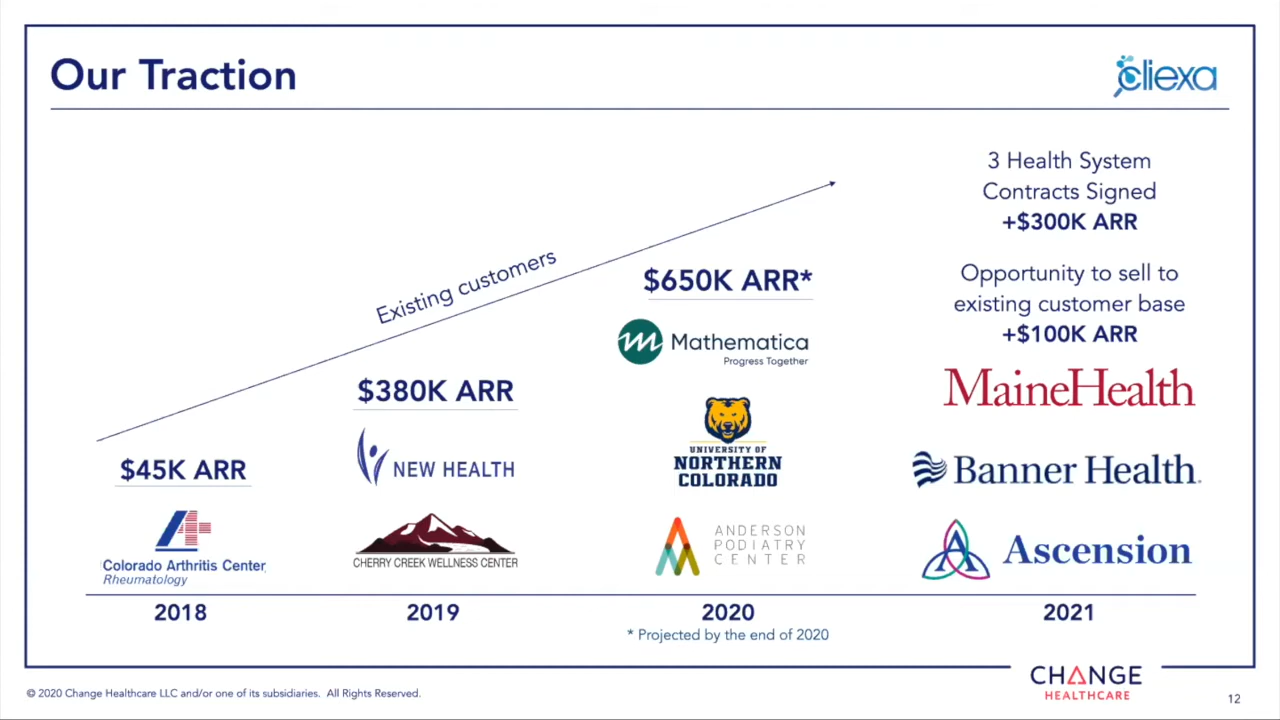 Our Traction
cliexa
3 Health System
Contracts Signed
+$300K ARR
Opportunity to sell to
existing customer base
+$100K ARR
Existing customers
$650K ARR*
Mathematica
Progress Together
$380K ARR
MaineHealth
UNIVERSITY OF
NORTHERN
COLORADO
$45K ARR
NEW HEALTH
Banner Health
Colorado Arthritis Center
Rheumatology
CHERRY CREEK WELLNESS CENTER
ANDERSON
PODIATRY
CENTER
Ascension
2018
2019
2020
2021
* Projected by the end of 2020
CHANGE
HEALTHCARE
© 2020 Change Healthcare LLC and/or one of its subsidiaries. All Rights Reserved.
12